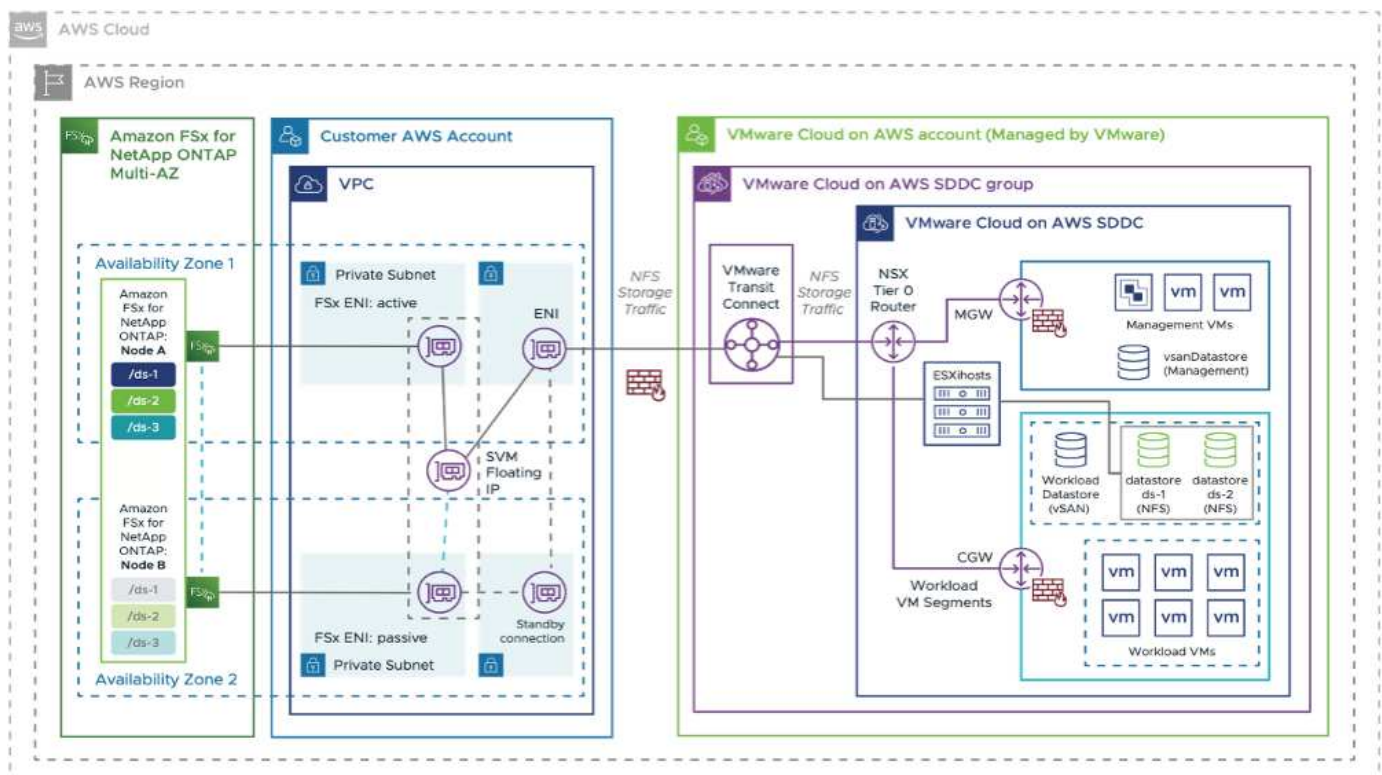 aws
AWS Cloud
AWS Region
FSx
Amazon FSx for
NetApp ONTAP
Multi-AZ
Customer AWS Account
VPC
VMware Cloud on AWS account (Managed by VMware)
VMware Cloud on AWS SDDC group
VMware Cloud on AWS SDDC
Availability Zone 1
Amazon
FSx for
NetApp
ONTAP:
Node A
/ds-1
/ds-2
/ds-3
FSx
Private Subnet
FSx ENI: active
ENI
SVM
Floating
IP
Amazon
FSx for
NetApp
ONTAP:
Node B
/ds-1
/ds-2
/ds-3
FSx
Availability Zone 2
FSx ENI: passive
Private Subnet
Standby
connection
NFS
Storage
Traffic
VMware
Transit
Connect
NFS
Storage
Traffic
NSX
Tier 0
Router
MGW
vm
vm
Management VMs
vsanDatastore
(Management)
ESXihosts
Workload
Datastore
(vSAN)
datastore
ds-1
(NFS)
datastore
ds-2
(NFS)
CGW
Workload
VM Segments
vm
vm
vm
vm
vm
vm
Workload VMs